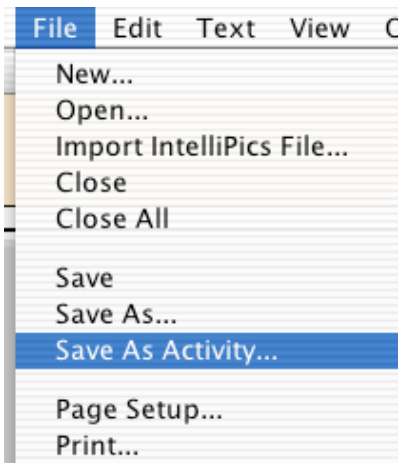 File Edit Text View
New...
Open...
Import IntelliPics File...
Close
Close All
Save
Save As...
Save As Activity...
Page Setup...
Print...